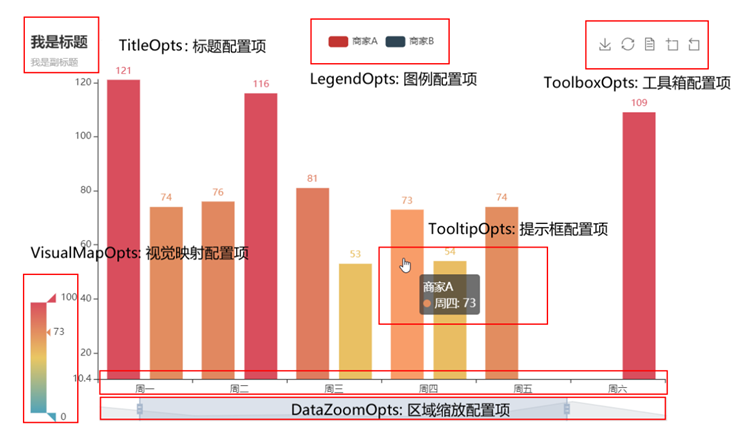 我是标题
我是副标题
TitleOpts: 标题配置项
商家A 商家B
LegendOpts: 图例配置项
ToolboxOpts: 工具箱配置项
121
116
109
120
100
80
60
40
20
10.4
74
76
81
53
73
54
74
TooltipOpts: 提示框配置项
商家A
周四: 73
VisualMapOpts: 视觉映射配置项
100
73
0
周一 周二 周三 周四 周五 周六
DataZoomOpts: 区域缩放配置项